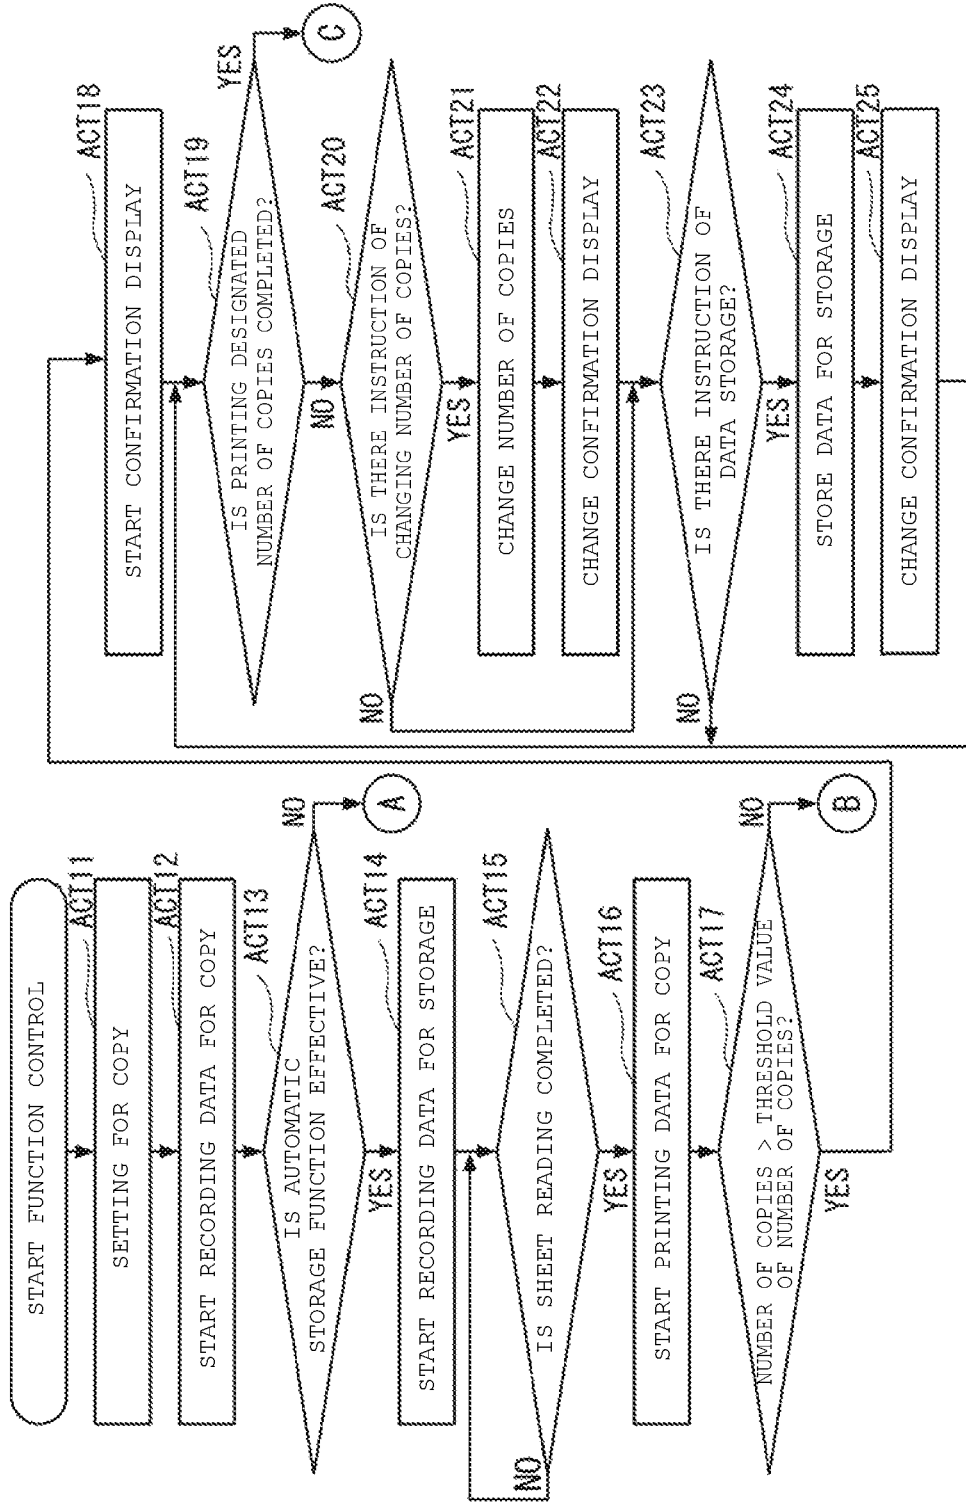 START FUNCTION CONTROL
ACT11
SETTING FOR COPY
ACT12
START RECORDING DATA FOR COPY
ACT13
IS AUTOMATIC
STORAGE FUNCTION EFFECTIVE?
NO
A
YES
ACT14
START RECORDING DATA FOR STORAGE
ACT15
IS SHEET READING COMPLETED?
NO
YES
ACT16
START PRINTING DATA FOR COPY
ACT17
NUMBER OF COPIES > THRESHOLD VALUE
OF NUMBER OF COPIES?
NO
B
YES
ACT18
START CONFIRMATION DISPLAY
ACT19
IS PRINTING DESIGNATED
NUMBER OF COPIES COMPLETED?
YES
C
NO
ACT20
IS THERE INSTRUCTION OF
CHANGING NUMBER OF COPIES?
NO
YES
ACT21
CHANGE NUMBER OF COPIES
ACT22
CHANGE CONFIRMATION DISPLAY
ACT23
IS THERE INSTRUCTION OF
DATA STORAGE?
NO
YES
ACT24
STORE DATA FOR STORAGE
ACT25
CHANGE CONFIRMATION DISPLAY